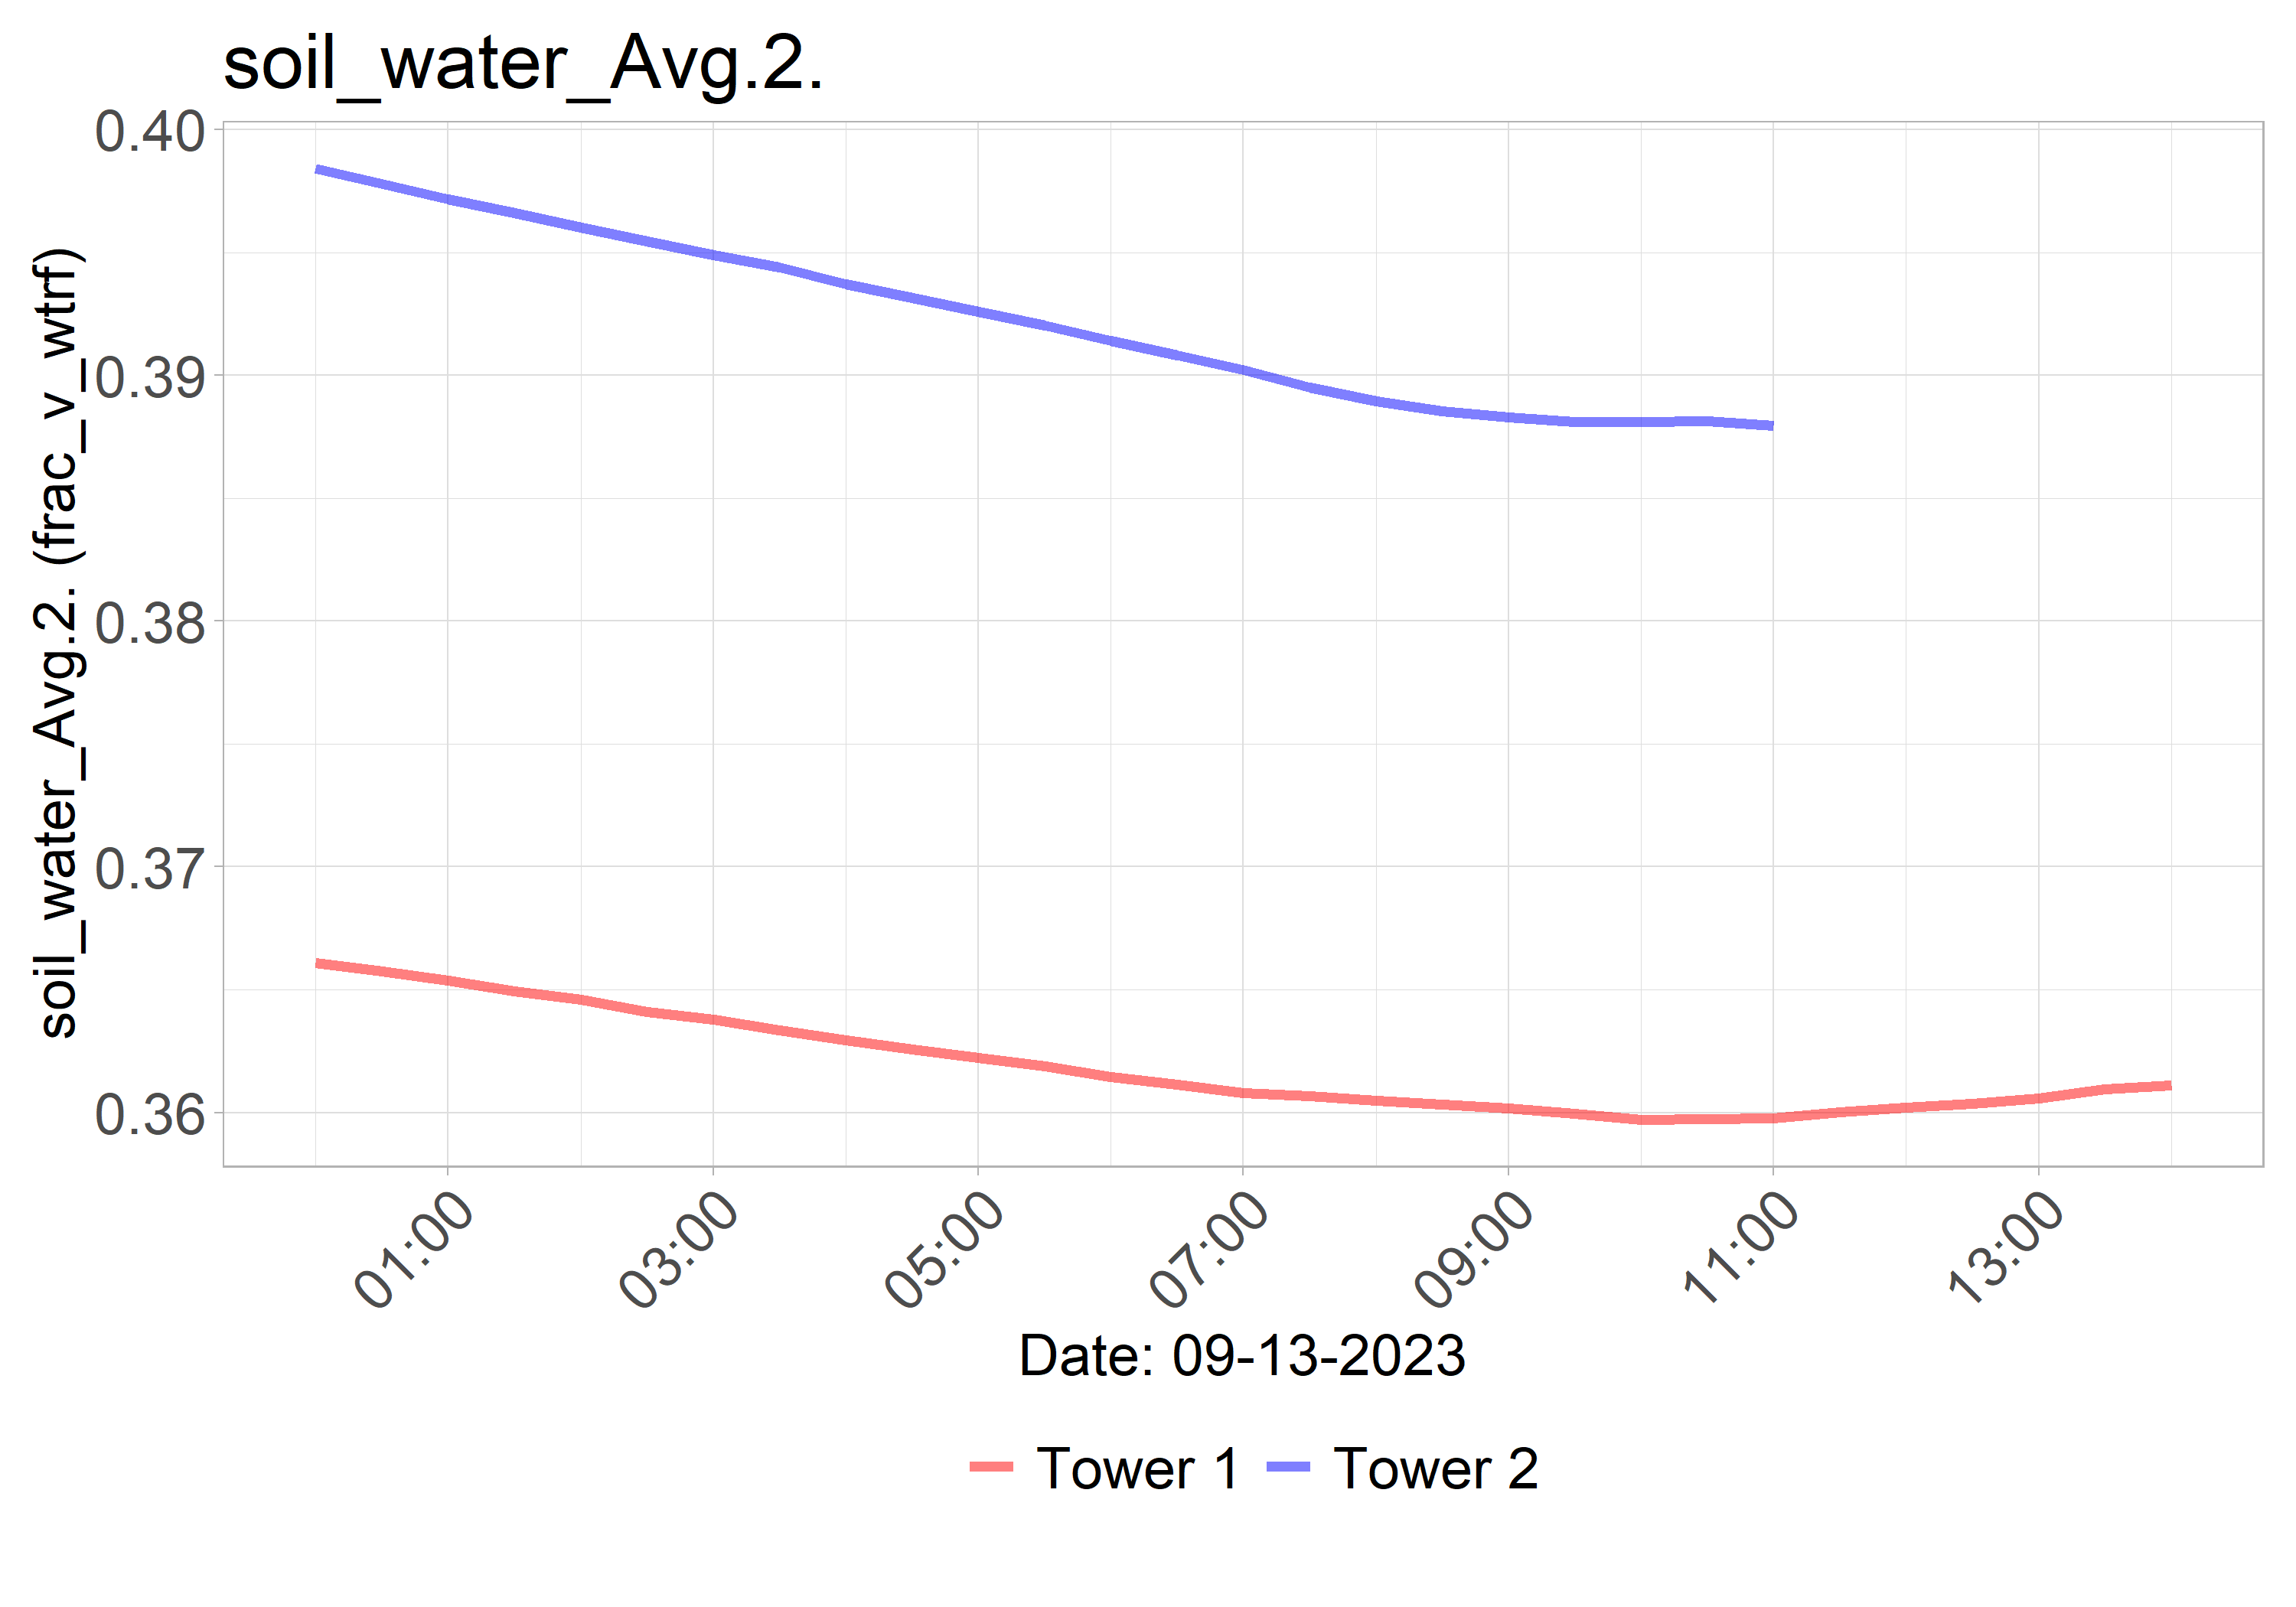 soil_water_Avg.2.
soil_water_Avg.2. (frac_v_wtrf)
0.40
0.39
0.38
0.37
0.36
01:00
03:00
05:00
07:00
09:00
11:00
13:00
Date: 09-13-2023
Tower 1
Tower 2